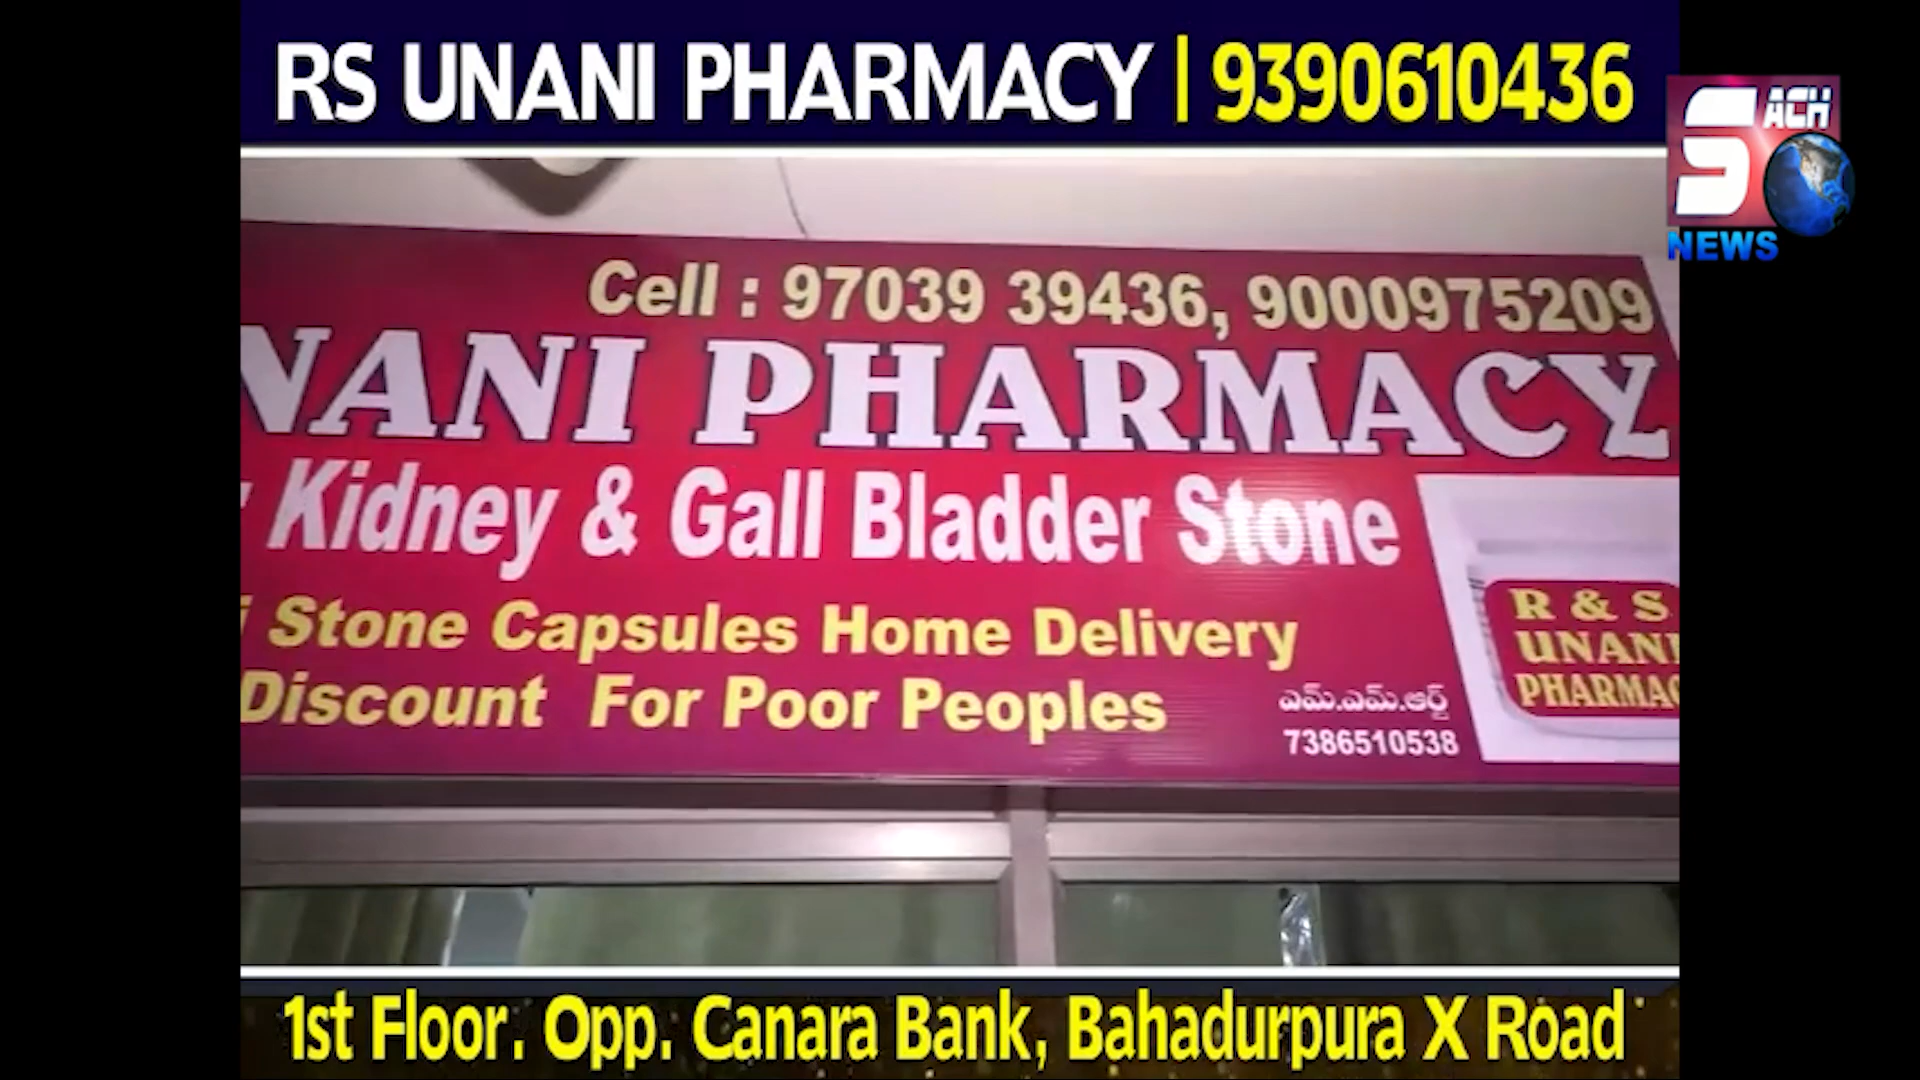 RS UNANI PHARMACY | 9390610436
SACH
NEWS
Cell : 97039 39436, 9000975209
NANI PHARMACY
Kidney & Gall Bladder Stone
i Stone Capsules Home Delivery
Discount For Poor Peoples
ఎమ్.ఎమ్.ఆర్ట్
7386510538
R & S
UNANI
PHARMAC
1st Floor. Opp. Canara Bank, Bahadurpura X Road